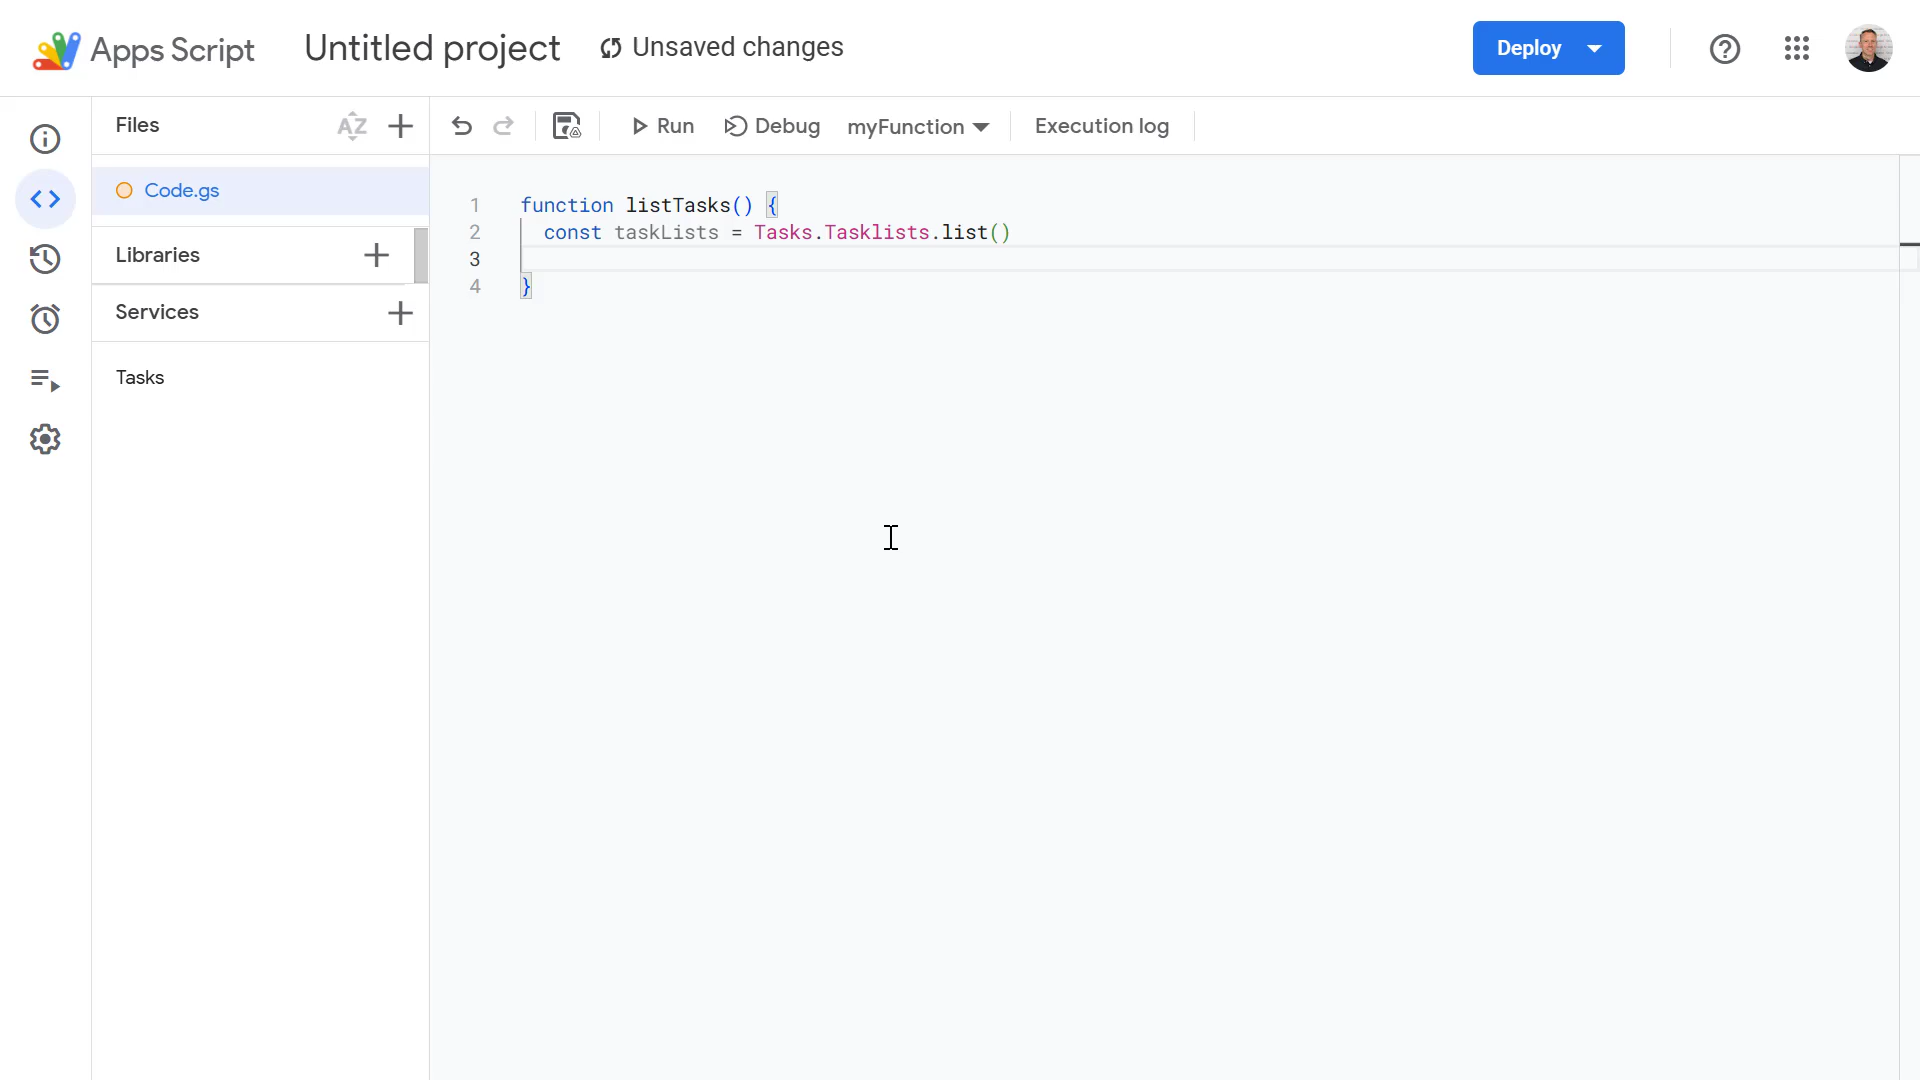 Apps Script Untitled project Unsaved changes Deploy
Files AZ Run Debug myFunction Execution log
Code.gs
Libraries
Services
Tasks
1 function listTasks() {
2 const taskLists = Tasks.Tasklists.list()
3
4 }